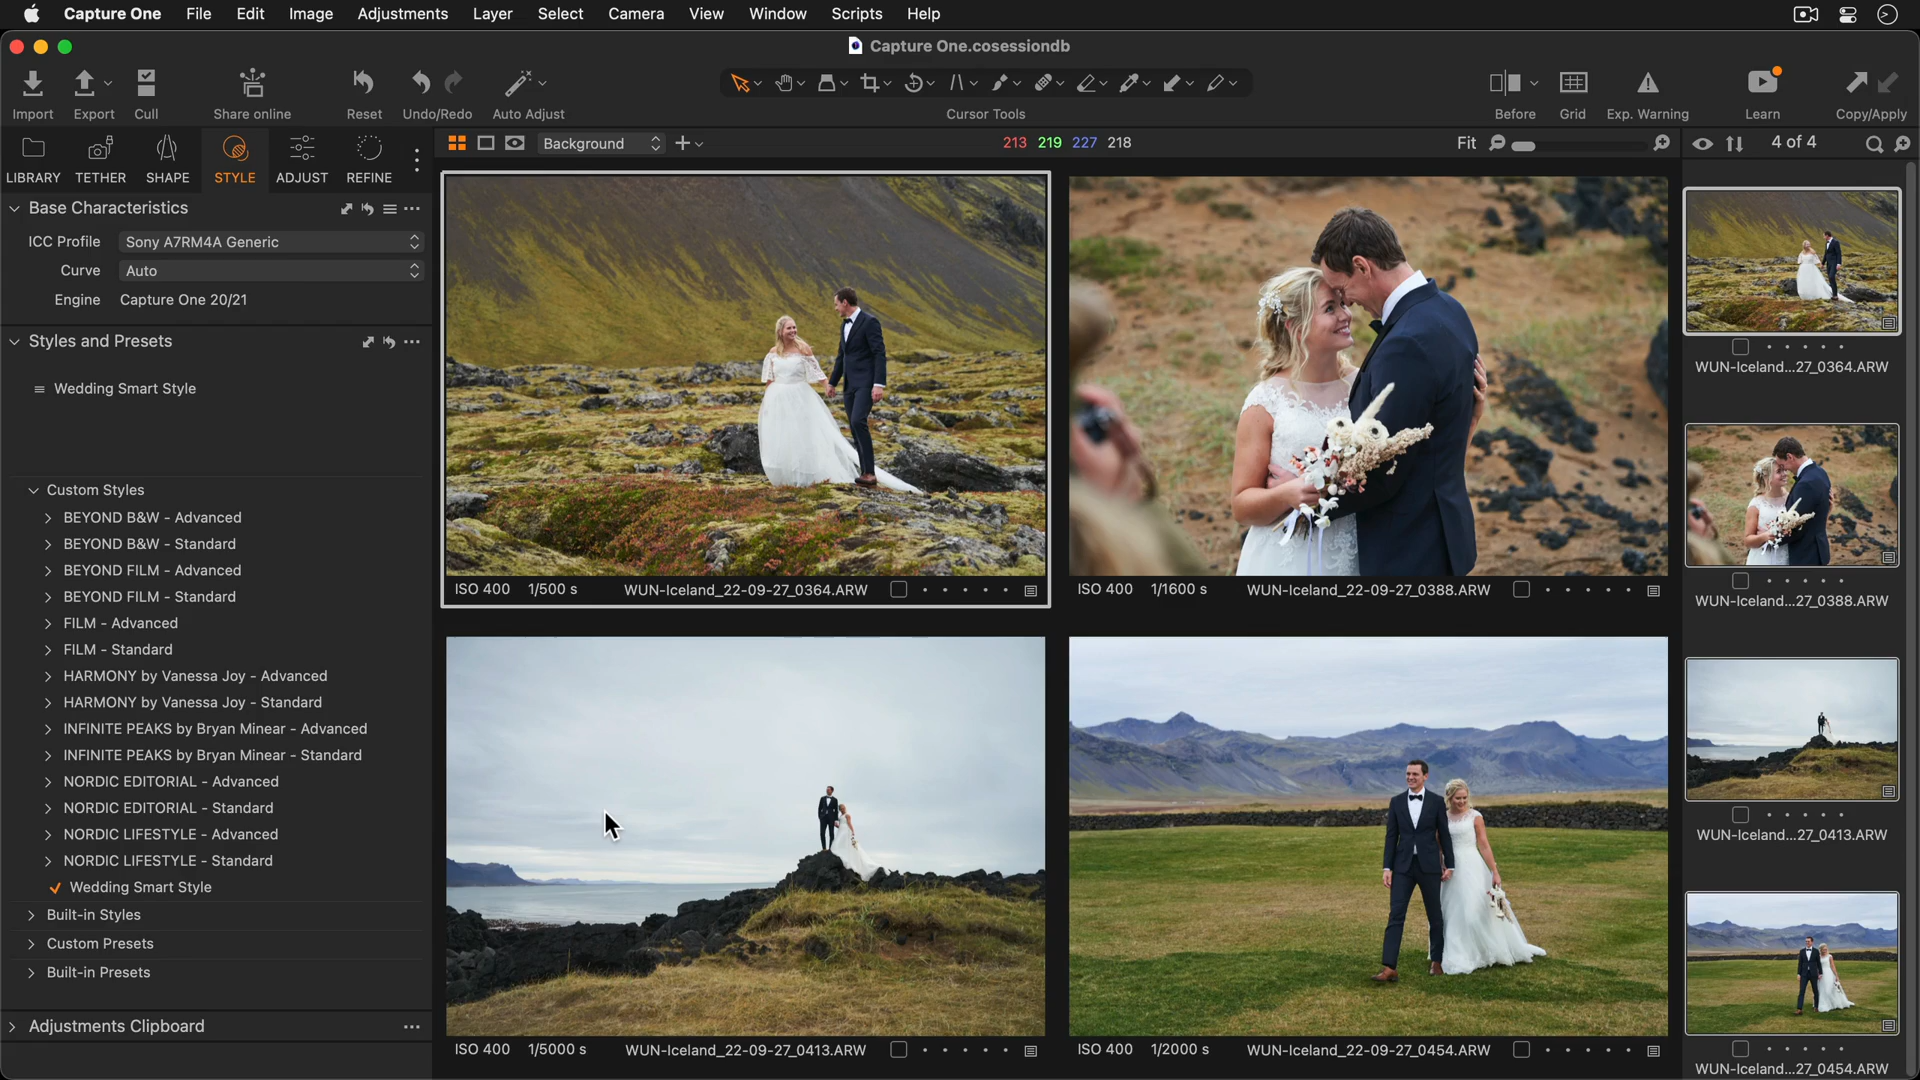 Capture One File Edit Image Adjustments Layer Select Camera View Window Scripts Help
Capture One.cosessiondb
Import Export Cull Share online Reset Undo/Redo Auto Adjust Cursor Tools Before Grid Exp. Warning Learn Copy/Apply
LIBRARY TETHER SHAPE STYLE ADJUST REFINE
Background
213 219 227 218
Fit
4 of 4
Base Characteristics
ICC Profile Sony A7RM4A Generic
Curve Auto
Engine Capture One 20/21
Styles and Presets
Wedding Smart Style
Custom Styles
BEYOND B&W - Advanced
BEYOND B&W - Standard
BEYOND FILM - Advanced
BEYOND FILM - Standard
FILM - Advanced
FILM - Standard
HARMONY by Vanessa Joy - Advanced
HARMONY by Vanessa Joy - Standard
INFINITE PEAKS by Bryan Minear - Advanced
INFINITE PEAKS by Bryan Minear - Standard
NORDIC EDITORIAL - Advanced
NORDIC EDITORIAL - Standard
NORDIC LIFESTYLE - Advanced
NORDIC LIFESTYLE - Standard
Wedding Smart Style
Built-in Styles
Custom Presets
Built-in Presets
Adjustments Clipboard
ISO 400 1/500 s WUN-Iceland_22-09-27_0364.ARW
ISO 400 1/1600 s WUN-Iceland_22-09-27_0388.ARW
ISO 400 1/5000 s WUN-Iceland_22-09-27_0413.ARW
ISO 400 1/2000 s WUN-Iceland_22-09-27_0454.ARW
WUN-Iceland...27_0364.ARW
WUN-Iceland...27_0388.ARW
WUN-Iceland...27_0413.ARW
WUN-Iceland...27_0454.ARW